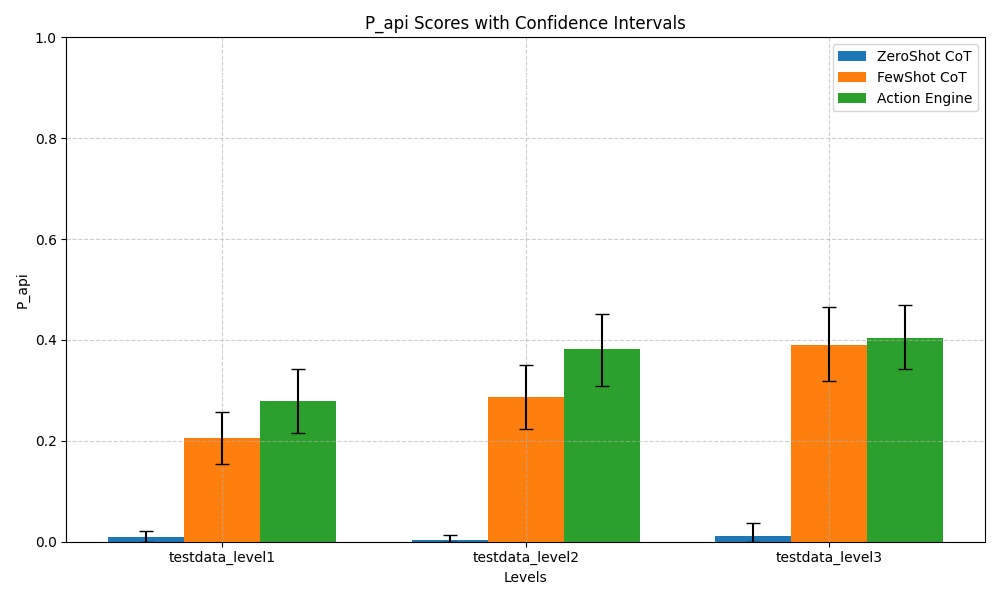 P_api Scores with Confidence Intervals
1.0
0.8
0.6
0.4
0.2
0.0
P_api
ZeroShot CoT
FewShot CoT
Action Engine
testdata_level1
testdata_level2
testdata_level3
Levels